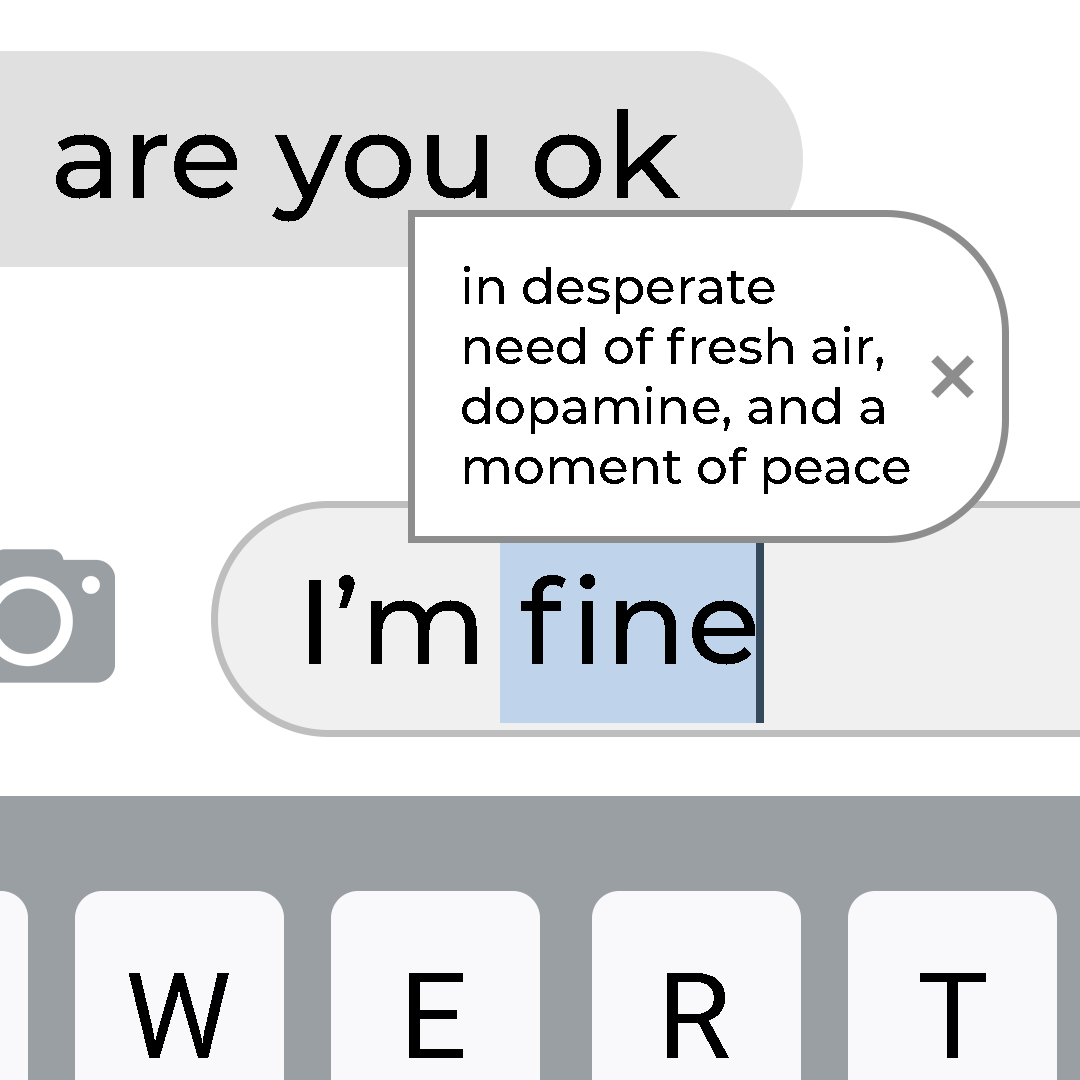 are you ok
in desperate
need of fresh air,
dopamine, and a
moment of peace
×
I’m fine
W E R T